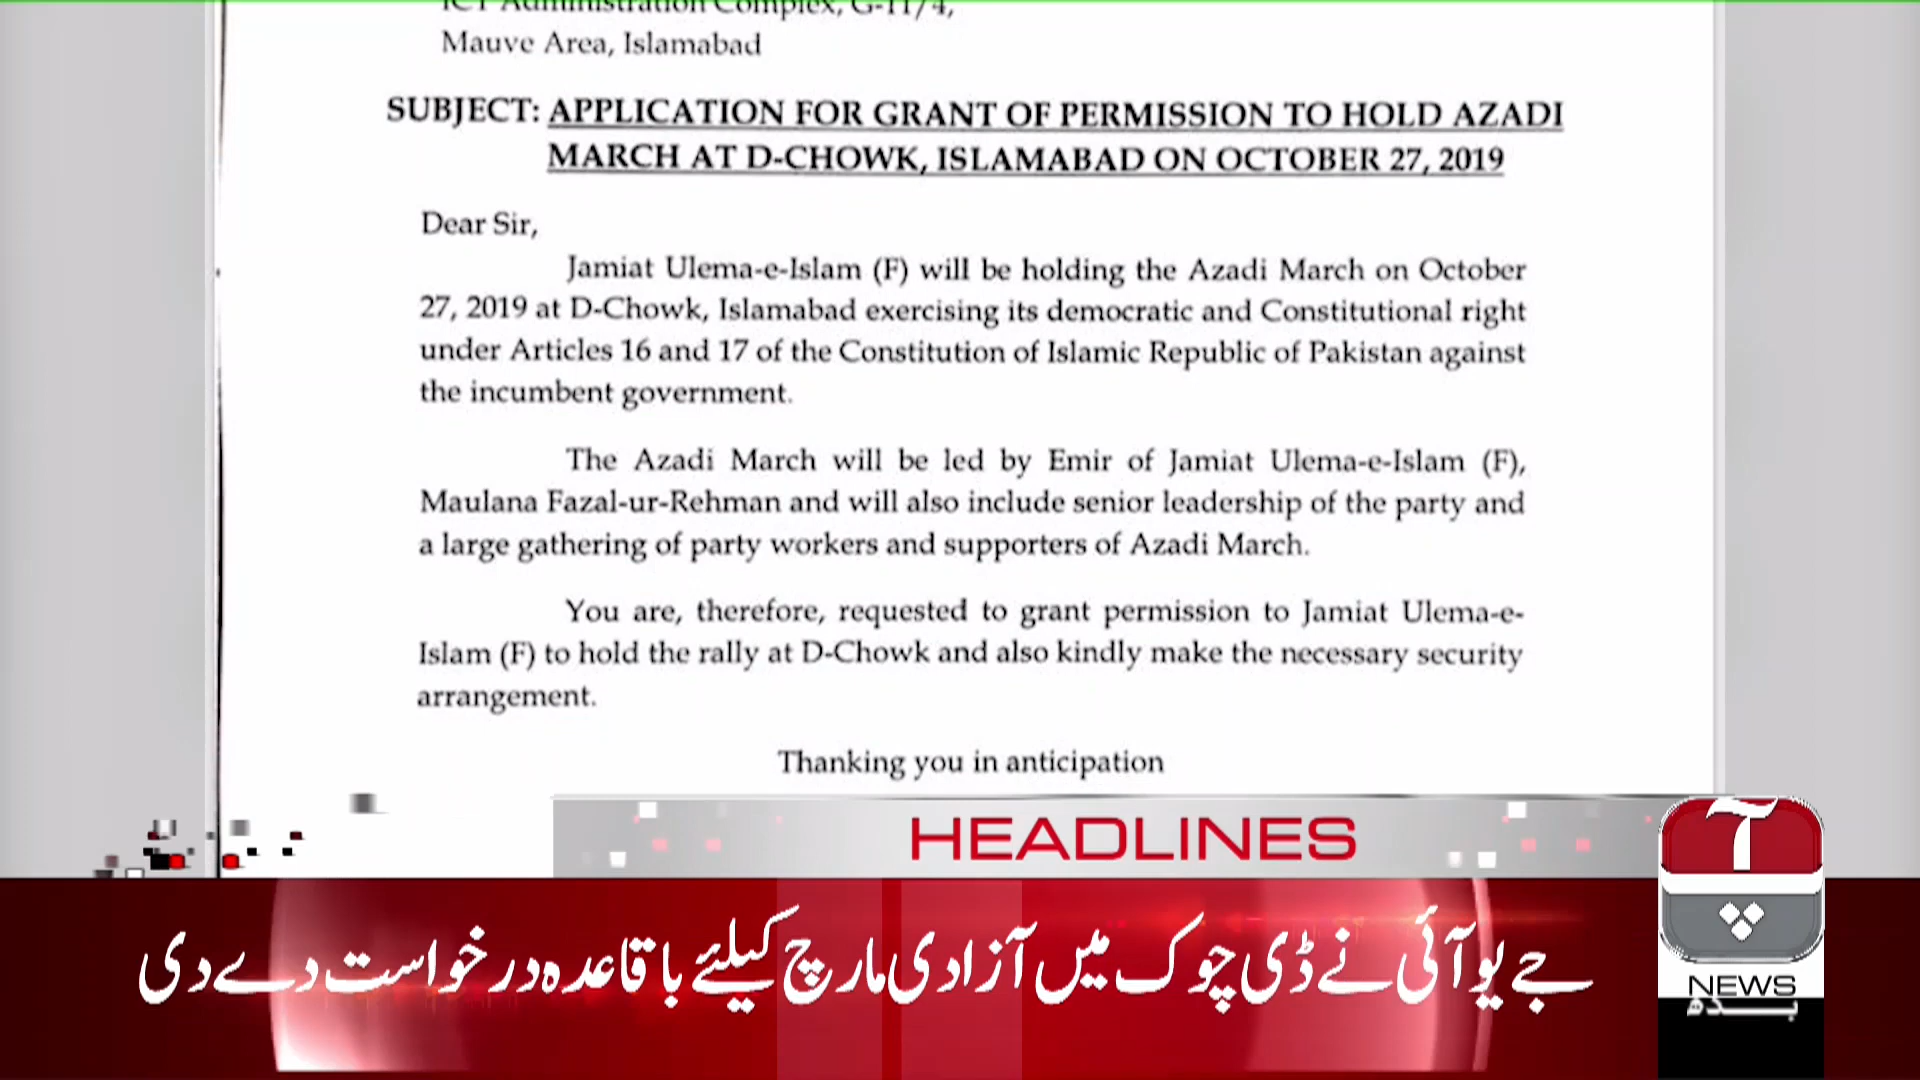 ICT Administration Complex, G-11/4,
Mauve Area, Islamabad
SUBJECT: APPLICATION FOR GRANT OF PERMISSION TO HOLD AZADI
MARCH AT D-CHOWK, ISLAMABAD ON OCTOBER 27, 2019
Dear Sir,
Jamiat Ulema-e-Islam (F) will be holding the Azadi March on October
27, 2019 at D-Chowk, Islamabad exercising its democratic and Constitutional right
under Articles 16 and 17 of the Constitution of Islamic Republic of Pakistan against
the incumbent government.
The Azadi March will be led by Emir of Jamiat Ulema-e-Islam (F),
Maulana Fazal-ur-Rehman and will also include senior leadership of the party and
a large gathering of party workers and supporters of Azadi March.
You are, therefore, requested to grant permission to Jamiat Ulema-e-
Islam (F) to hold the rally at D-Chowk and also kindly make the necessary security
arrangement.
Thanking you in anticipation
HEADLINES
جے یو آئی نے ڈی چوک میں آزادی مارچ کیلئے باقاعدہ درخواست دے دی
آپ
NEWS
بدھ